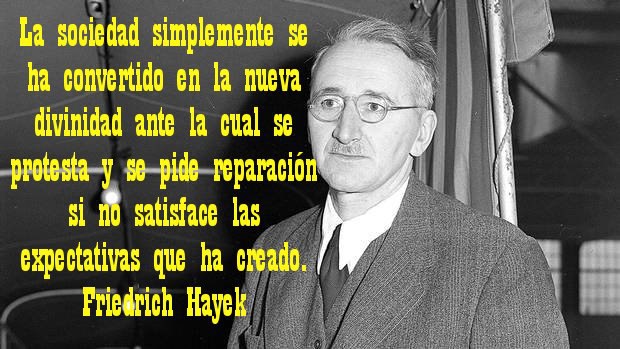 La sociedad simplemente se
ha convertido en la nueva
divinidad ante la cual se
protesta y se pide reparación
si no satisface las
expectativas que ha creado.
Friedrich Hayek